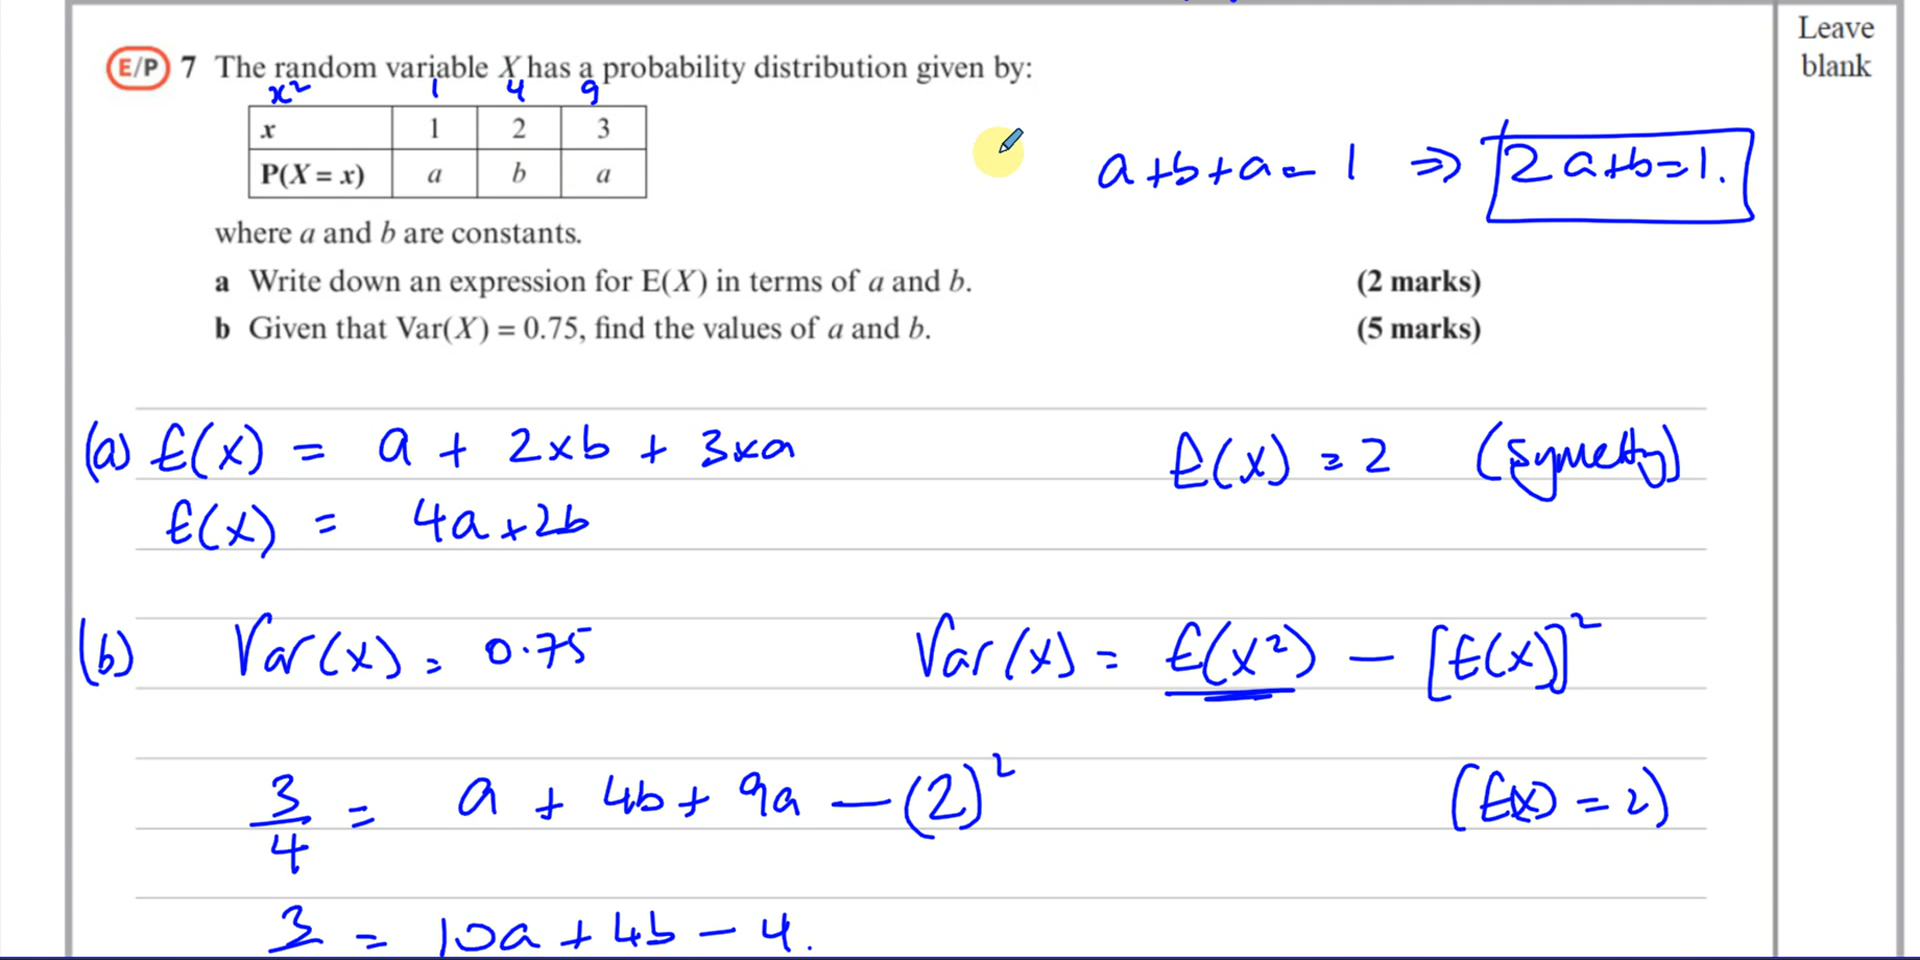 Leave
blank
E/P 7 The random variable X has a probability distribution given by:
x² 1 4 9
x 1 2 3
P(X = x) a b a
a+b+a=1 ⇒ 2a+b=1.
where a and b are constants.
a Write down an expression for E(X) in terms of a and b. (2 marks)
b Given that Var(X) = 0.75, find the values of a and b. (5 marks)
(a) E(X) = a + 2×b + 3×a E(X) = 2 (Symetty)
E(X) = 4a+2b
(b) Var(X) = 0.75 Var(X) = E(X²) − [E(X)]²
3/4 = a + 4b + 9a − (2)² (E(X) = 2)
3 = 10a + 4b − 4.